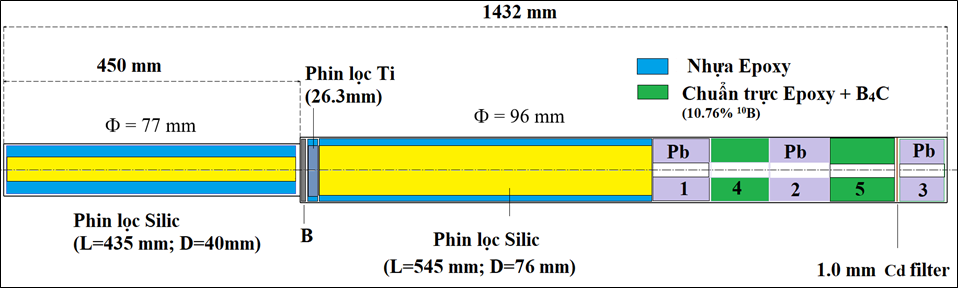 1432 mm
450 mm
Phin lọc Ti
(26.3mm)
Nhựa Epoxy
Chuẩn trực Epoxy + B₄C
(10.76% ¹⁰B)
Φ = 77 mm
Φ = 96 mm
Pb
Pb
Pb
1
4
2
5
3
Phin lọc Silic
(L=435 mm; D=40mm)
B
Phin lọc Silic
(L=545 mm; D=76 mm)
1.0 mm Cd filter